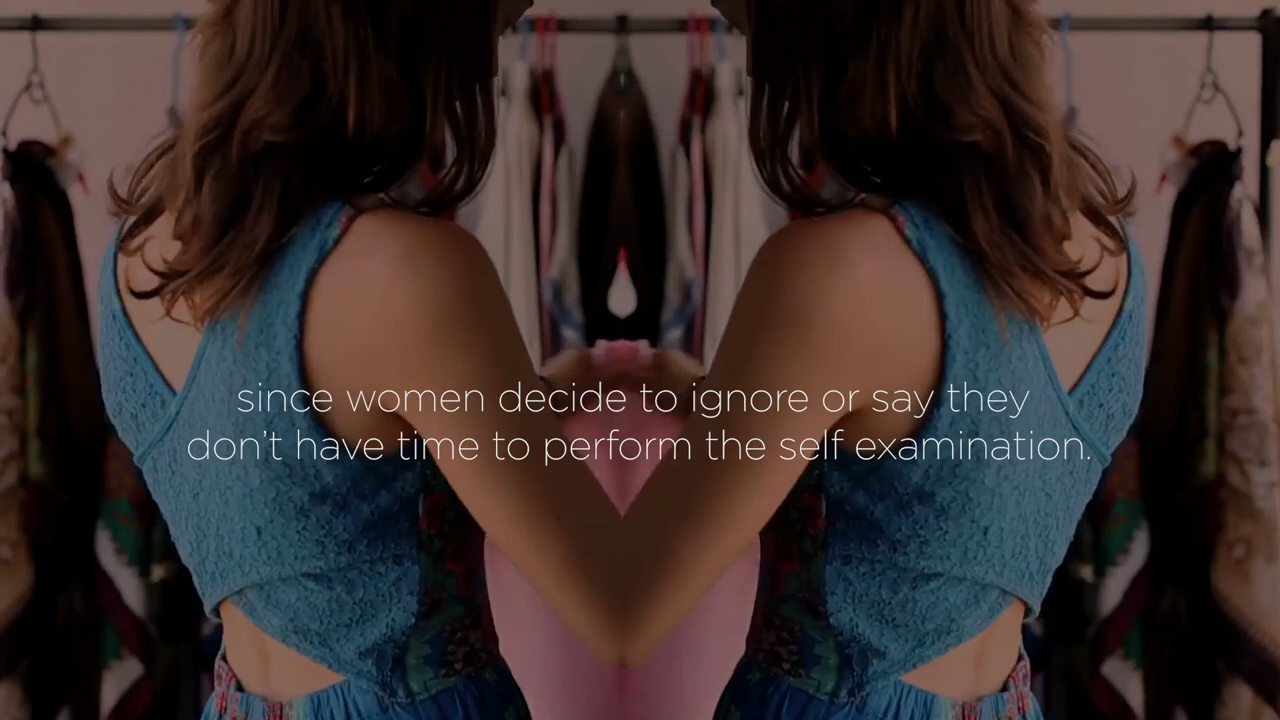 since women decide to ignore or say they
don't have time to perform the self examination.